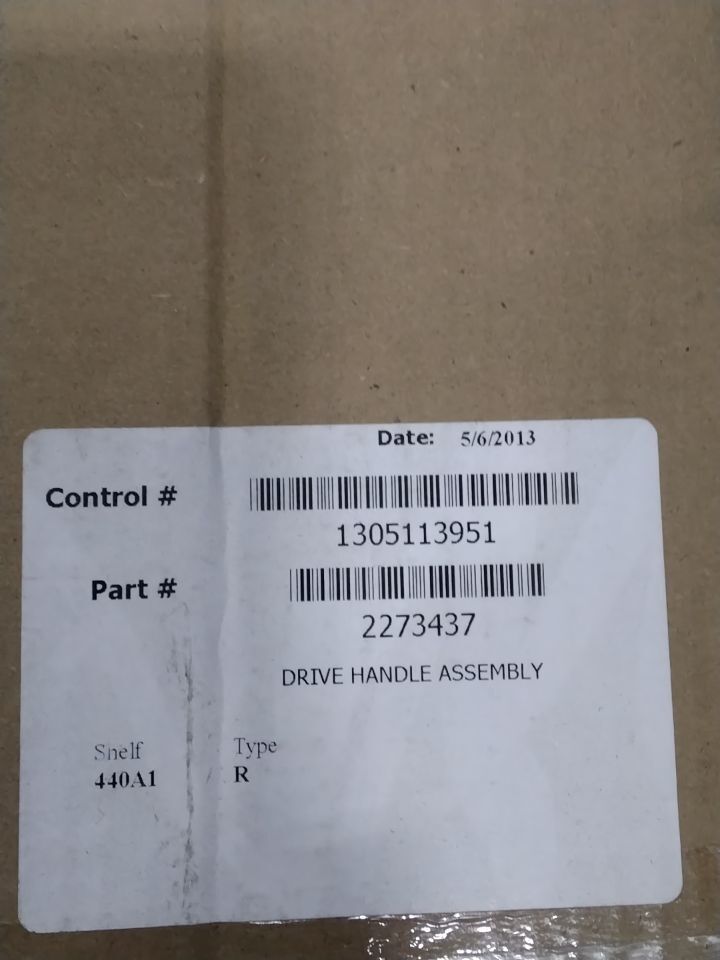 Date: 5/6/2013
Control #
1305113951
Part #
2273437
DRIVE HANDLE ASSEMBLY
Shelf Type
440A1 R